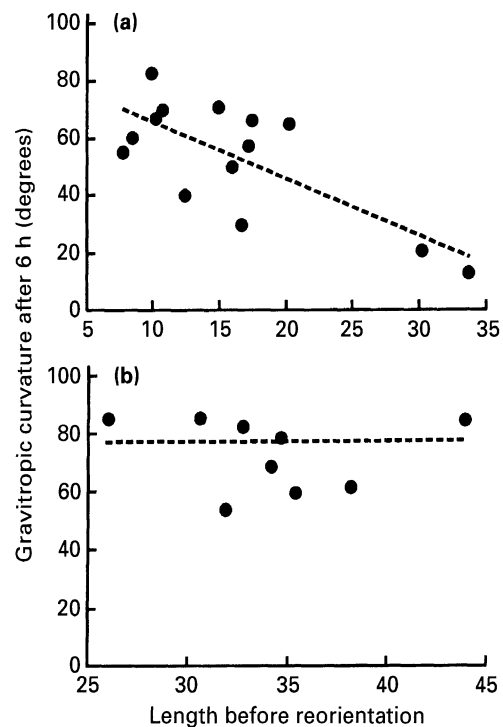 Gravitropic curvature after 6 h (degrees)
(a)
100
80
60
40
20
0
5 10 15 20 25 30 35
(b)
100
80
60
40
20
0
25 30 35 40 45
Length before reorientation